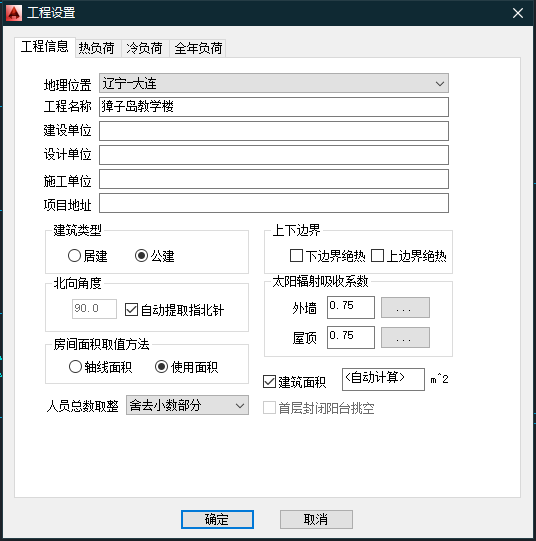 工程设置
工程信息 热负荷 冷负荷 全年负荷
地理位置 辽宁-大连
工程名称 獐子岛教学楼
建设单位
设计单位
施工单位
项目地址
建筑类型
居建 公建
北向角度
90.0 自动提取指北针
房间面积取值方法
轴线面积 使用面积
人员总数取整 舍去小数部分
上下边界
下边界绝热 上边界绝热
太阳辐射吸收系数
外墙 0.75 ...
屋顶 0.75 ...
建筑面积 <自动计算> m^2
首层封闭阳台挑空
确定 取消